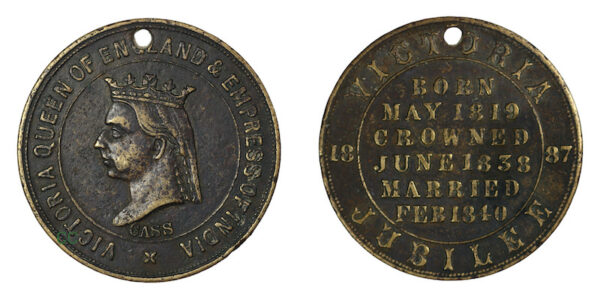 VICTORIA QUEEN OF ENGLAND & EMPRESS OF INDIA
CASS
VICTORIA
BORN
MAY 1819
CROWNED
18 JUNE 1838 87
MARRIED
FEB 1840
JUBILEE